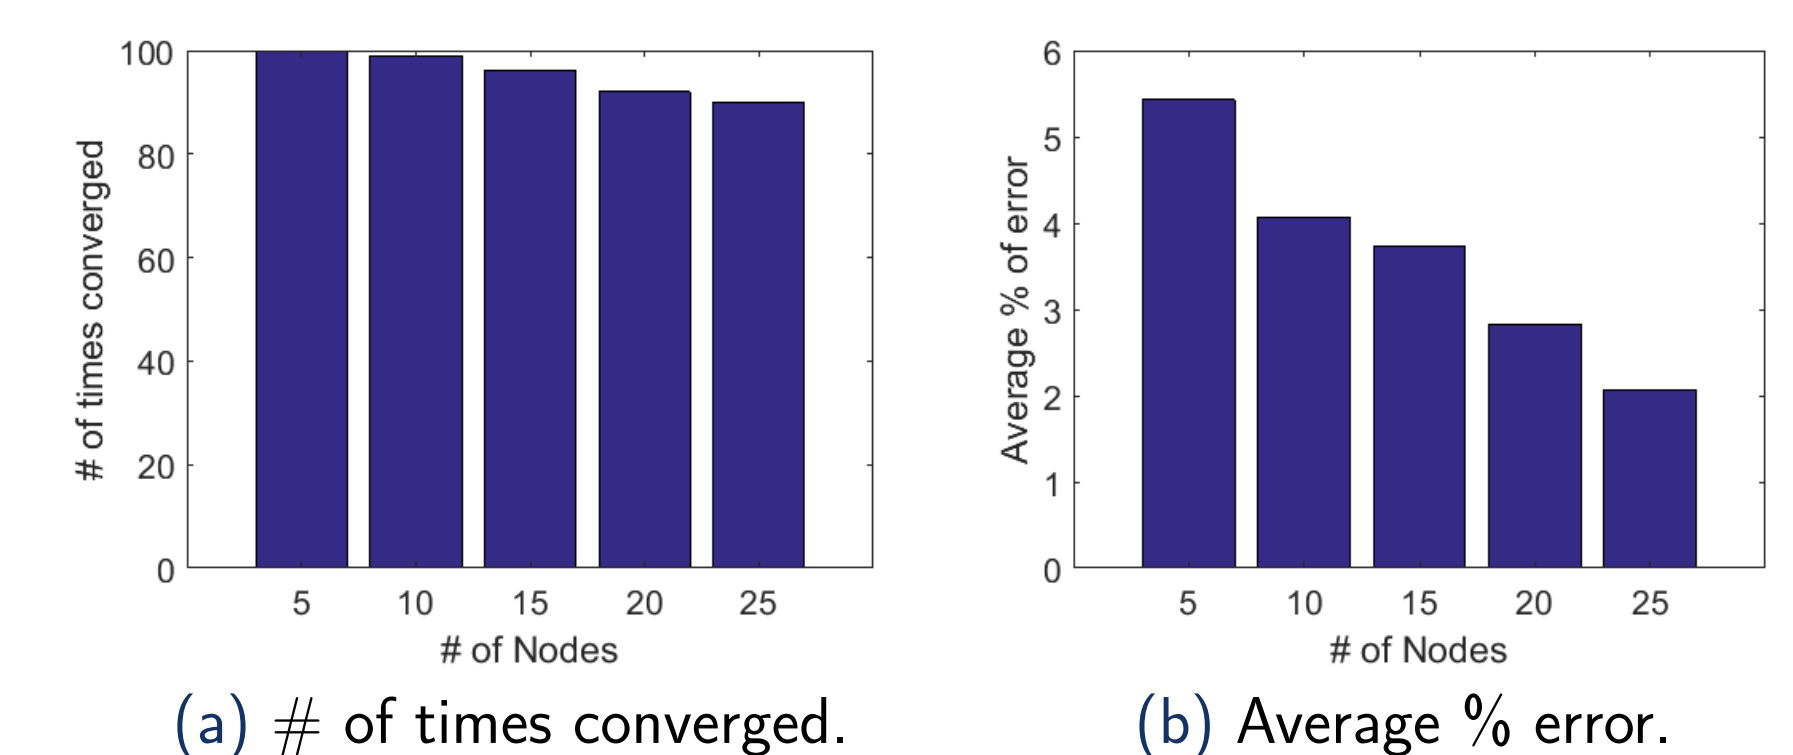 # of times converged
100
80
60
40
20
0
5 10 15 20 25
# of Nodes
(a) # of times converged.
Average % of error
6
5
4
3
2
1
0
5 10 15 20 25
# of Nodes
(b) Average % error.